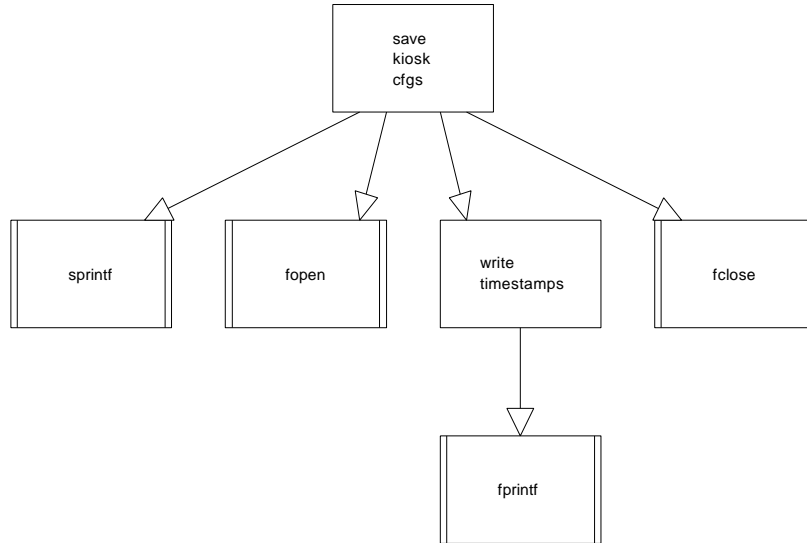 save
kiosk
cfgs
sprintf
fopen
write
timestamps
fclose
fprintf